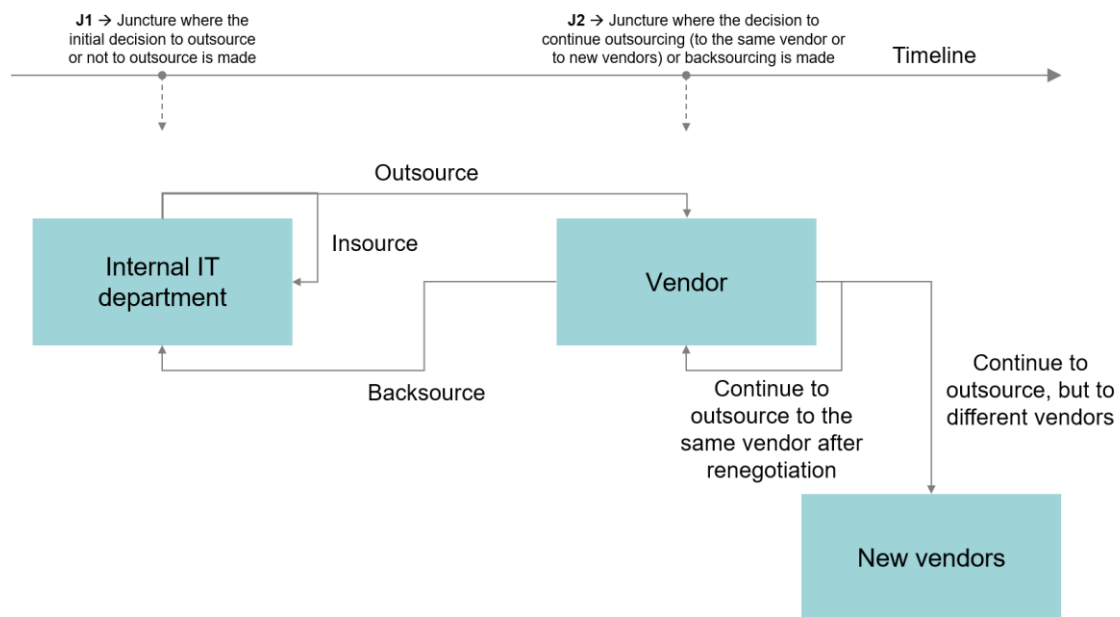 J1 → Juncture where the
initial decision to outsource
or not to outsource is made
J2 → Juncture where the decision to
continue outsourcing (to the same vendor or
to new vendors) or backsourcing is made
Timeline
Outsource
Insource
Internal IT
department
Vendor
Backsource
Continue to
outsource to the
same vendor after
renegotiation
Continue to
outsource, but to
different vendors
New vendors